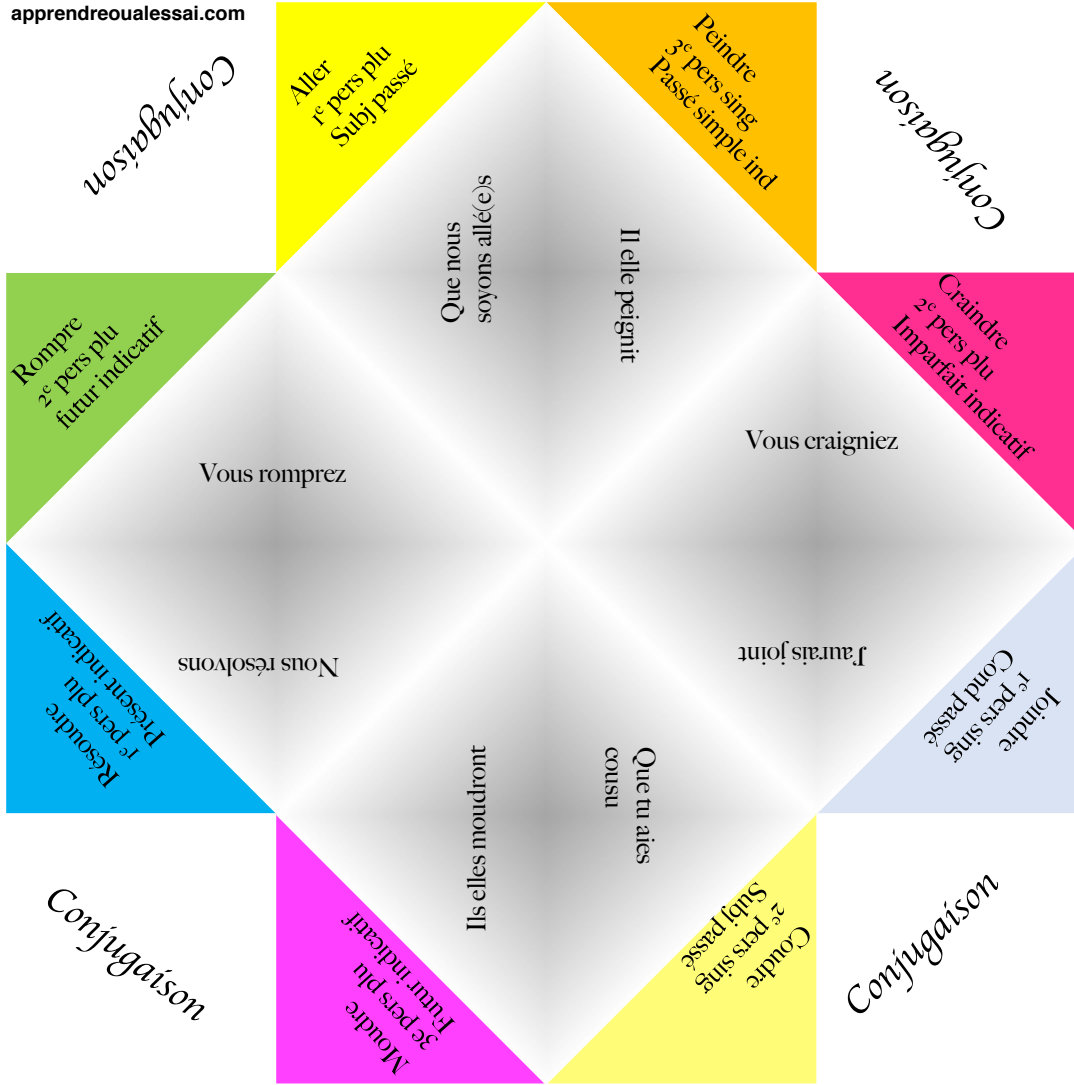 apprendreoualessai.com
Conjugaison
Aller
1e pers plu
Subj passé
Peindre
3e pers sing
Passé simple ind
Conjugaison
Que nous
soyons allé(e)s
Il elle peignit
Rompre
2e pers plu
futur indicatif
Craindre
2e pers plu
Imparfait indicatif
Vous romprez
Vous craigniez
Résoudre
1e pers plu
Présent indicatif
Nous résolvons
J'aurais joint
Joindre
1e pers sing
Cond passé
Ils elles moudront
Que tu aies
cousu
Conjugaison
Moudre
3e pers plu
Futur indicatif
Coudre
2e pers sing
Subj passé
Conjugaison